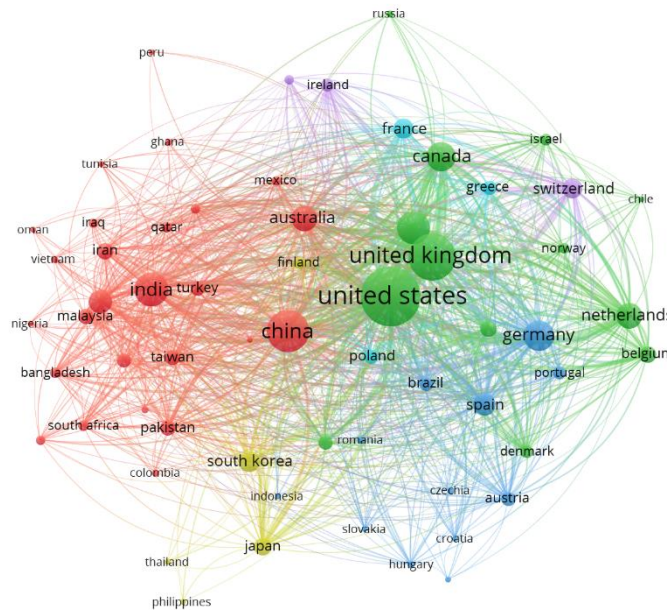 russia
peru
ireland
france
ghana
canada
israel
tunisia
mexico
greece
switzerland
chile
oman
iraq
qatar
australia
iran
united kingdom
norway
vietnam
finland
india
turkey
united states
malaysia
netherlands
nigeria
china
germany
taiwan
poland
belgium
bangladesh
brazil
portugal
spain
south africa
pakistan
romania
denmark
south korea
colombia
indonesia
czechia
austria
slovakia
croatia
japan
thailand
hungary
philippines